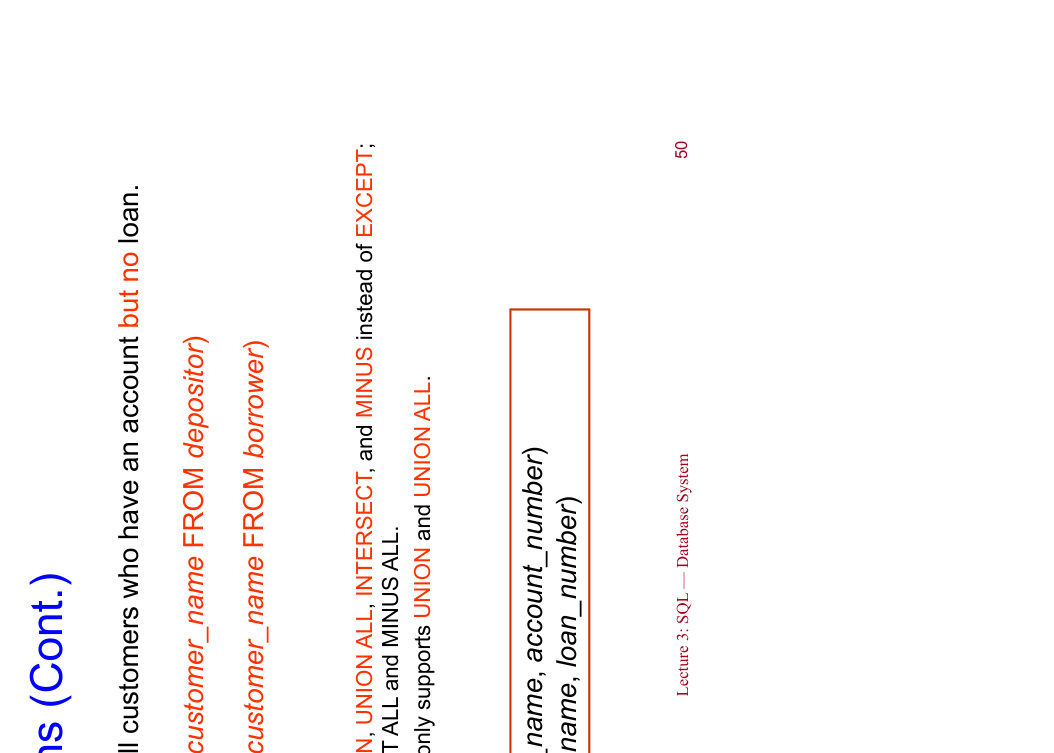 ns (Cont.)
ll customers who have an account but no loan.
customer_name FROM depositor)
customer_name FROM borrower)
N, UNION ALL, INTERSECT, and MINUS instead of EXCEPT;
T ALL and MINUS ALL.
only supports UNION and UNION ALL.
_name, account_number)
name, loan_number)
Lecture 3: SQL — Database System
50